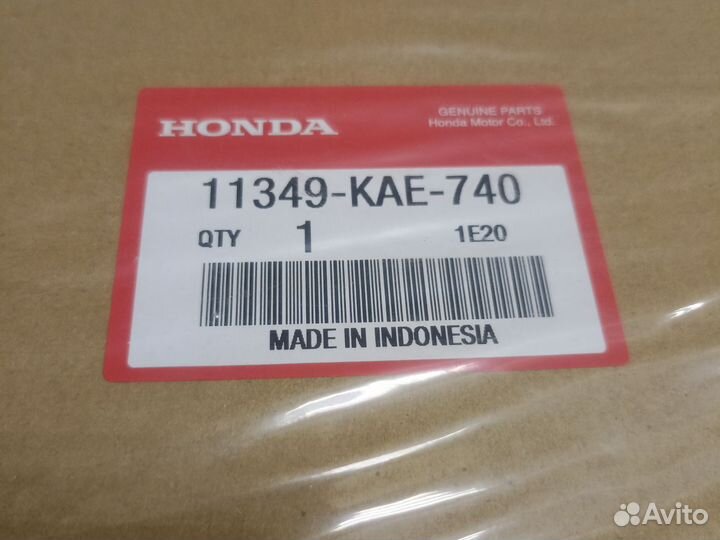 HONDA
GENUINE PARTS
Honda Motor Co., Ltd.
11349-KAE-740
QTY 1 1E20
MADE IN INDONESIA
Avito